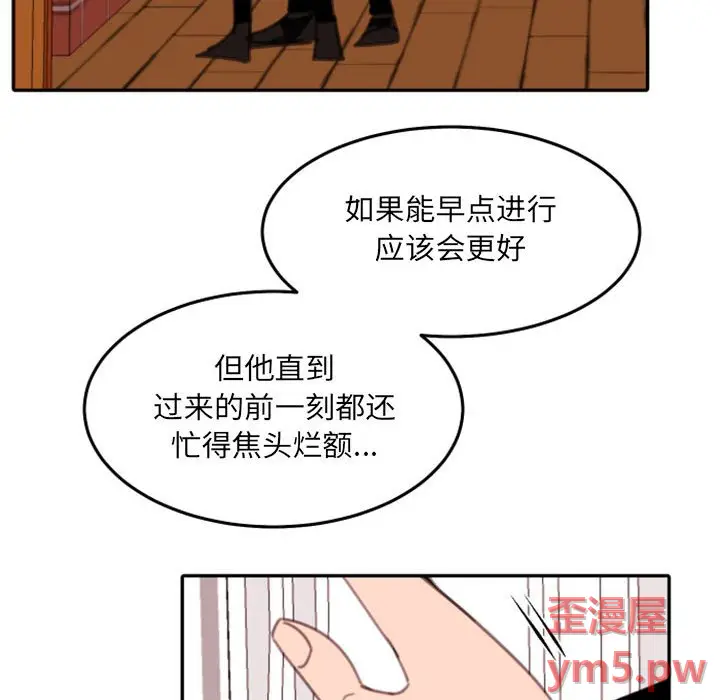 如果能早点进行
应该会更好
但他直到
过来的前一刻都还
忙得焦头烂额...
歪漫屋
ym5.pw